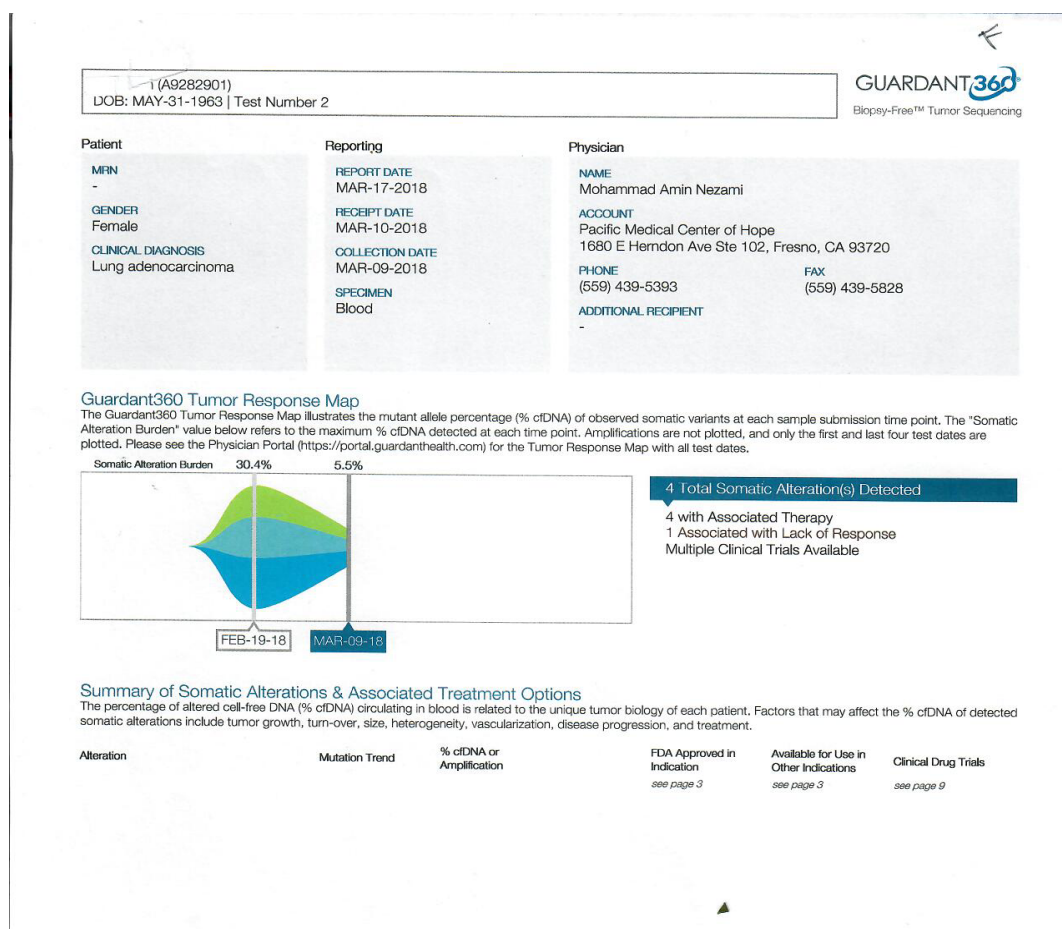 (A9282901)
DOB: MAY-31-1963 | Test Number 2
GUARDANT360
Biopsy-Free™ Tumor Sequencing
Patient
MRN
-
GENDER
Female
CLINICAL DIAGNOSIS
Lung adenocarcinoma
Reporting
REPORT DATE
MAR-17-2018
RECEIPT DATE
MAR-10-2018
COLLECTION DATE
MAR-09-2018
SPECIMEN
Blood
Physician
NAME
Mohammad Amin Nezami
ACCOUNT
Pacific Medical Center of Hope
1680 E Herndon Ave Ste 102, Fresno, CA 93720
PHONE FAX
(559) 439-5393 (559) 439-5828
ADDITIONAL RECIPIENT
-
Guardant360 Tumor Response Map
The Guardant360 Tumor Response Map illustrates the mutant allele percentage (% cfDNA) of observed somatic variants at each sample submission time point. The "Somatic
Alteration Burden" value below refers to the maximum % cfDNA detected at each time point. Amplifications are not plotted, and only the first and last four test dates are
plotted. Please see the Physician Portal (https://portal.guardanthealth.com) for the Tumor Response Map with all test dates.
Somatic Alteration Burden 30.4% 5.5%
FEB-19-18 MAR-09-18
4 Total Somatic Alteration(s) Detected
4 with Associated Therapy
1 Associated with Lack of Response
Multiple Clinical Trials Available
Summary of Somatic Alterations & Associated Treatment Options
The percentage of altered cell-free DNA (% cfDNA) circulating in blood is related to the unique tumor biology of each patient. Factors that may affect the % cfDNA of detected
somatic alterations include tumor growth, turn-over, size, heterogeneity, vascularization, disease progression, and treatment.
Alteration
Mutation Trend
% cfDNA or
Amplification
FDA Approved in
Indication
see page 3
Available for Use in
Other Indications
see page 3
Clinical Drug Trials
see page 9